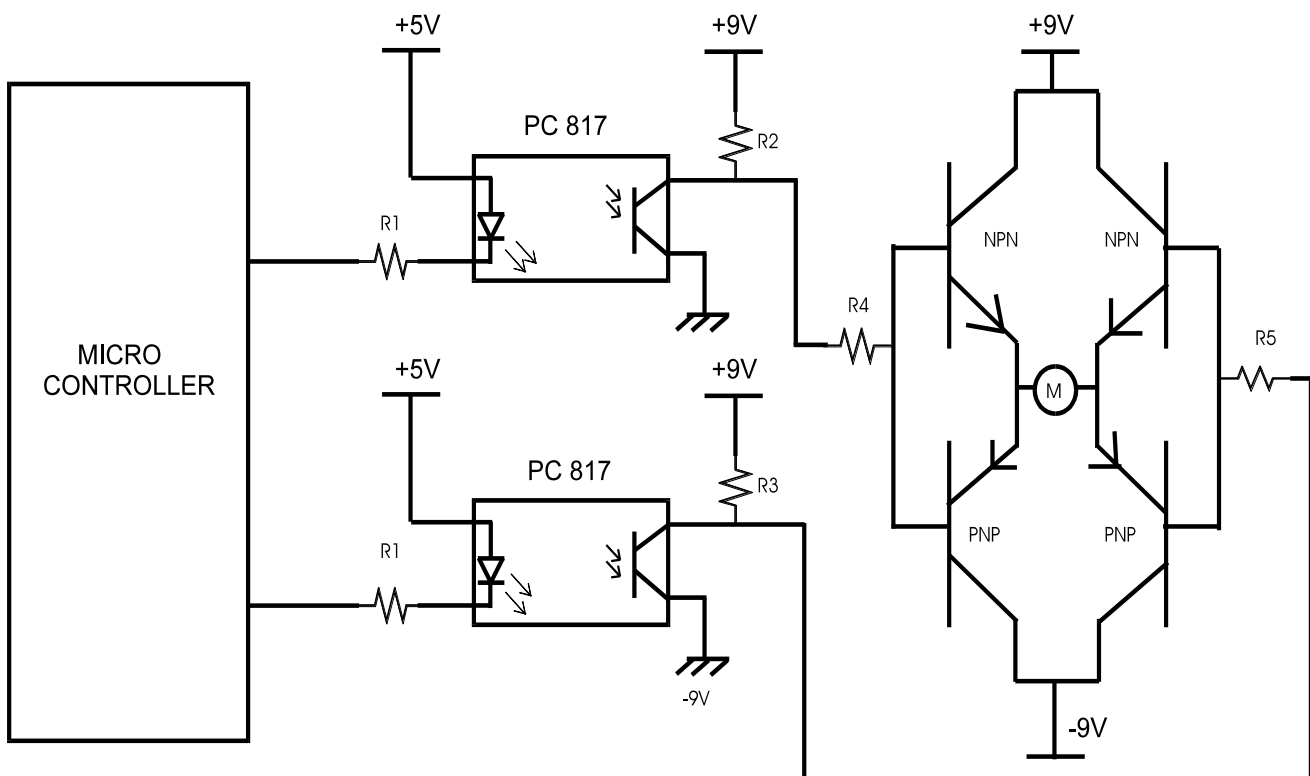 +5V
+9V
+9V
PC 817
R2
R1
NPN
NPN
R4
R5
MICRO
CONTROLLER
+5V
+9V
M
PC 817
R3
R1
PNP
PNP
-9V
-9V